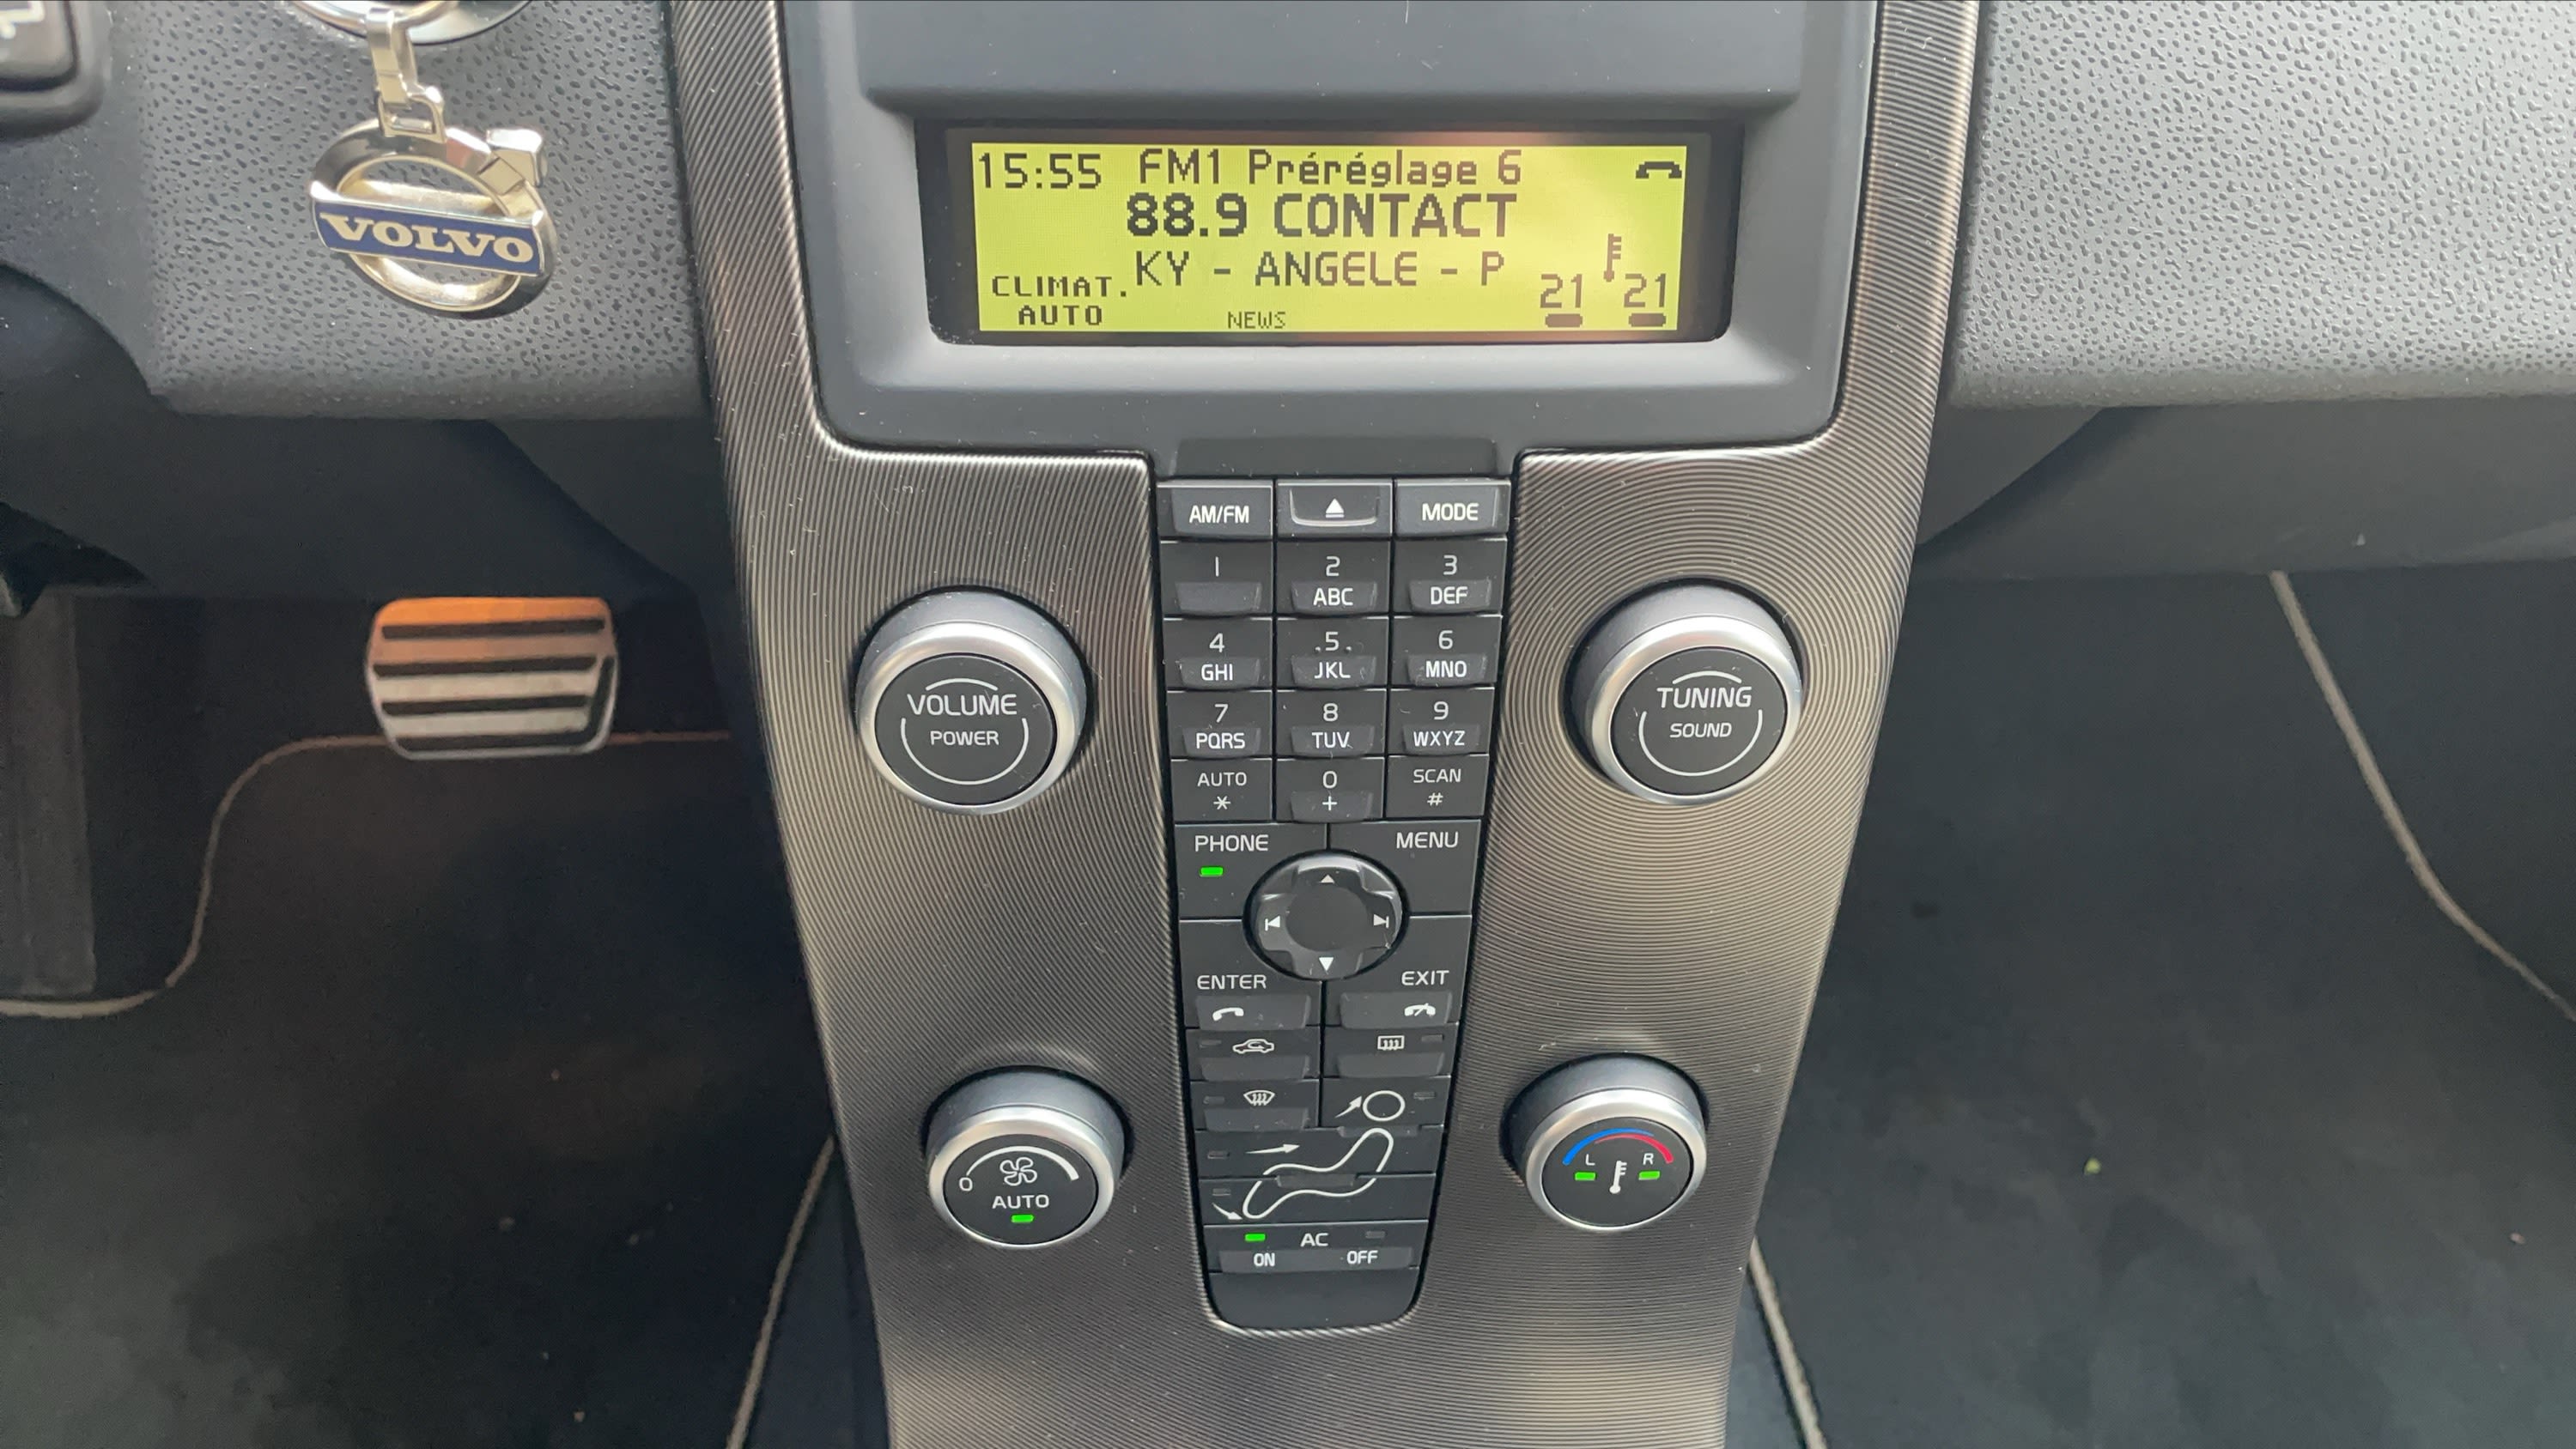 VOLVO
15:55 FM1 Préréglage 6
88.9 CONTACT
KY - ANGELE - P
CLIMAT.
AUTO
NEWS
21 21
AM/FM MODE
1 2 3
ABC DEF
4 5 6
GHI JKL MNO
7 8 9
PQRS TUV WXYZ
AUTO 0 SCAN
* + #
VOLUME
POWER
TUNING
SOUND
PHONE MENU
ENTER EXIT
0
AUTO
L R
AC
ON OFF